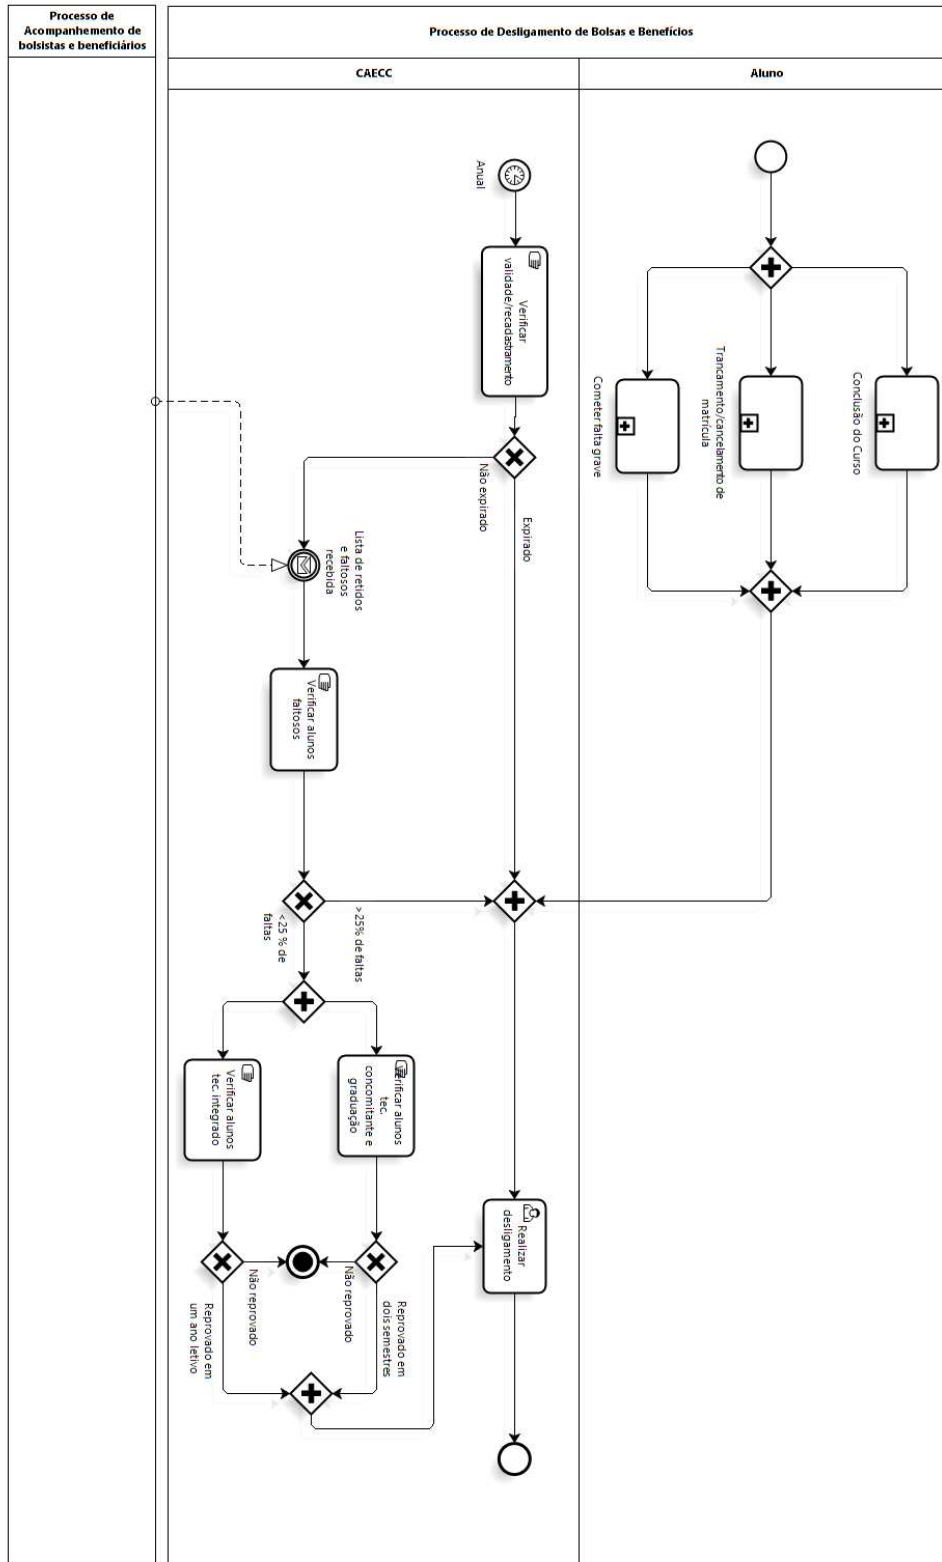 Processo de
Acompanhemento de
bolsistas e beneficiários
Processo de Desligamento de Bolsas e Benefícios
CAECC
Aluno
Anual
Verificar
validade/recadastramento
Conclusão do Curso
Trancamento/cancelamento de
matrícula
Cometer falta grave
Não expirado
Expirado
Lista de retidos
e faltosos
recebida
Verificar alunos
faltosos
>25% de faltas
<25 % de
faltas
Verificar alunos
tec.
concomitante e
graduação
Verificar alunos
tec. integrado
Realizar
desligamento
Não reprovado
Não reprovado
Reprovado em
dois semestres
Reprovado em
um ano letivo